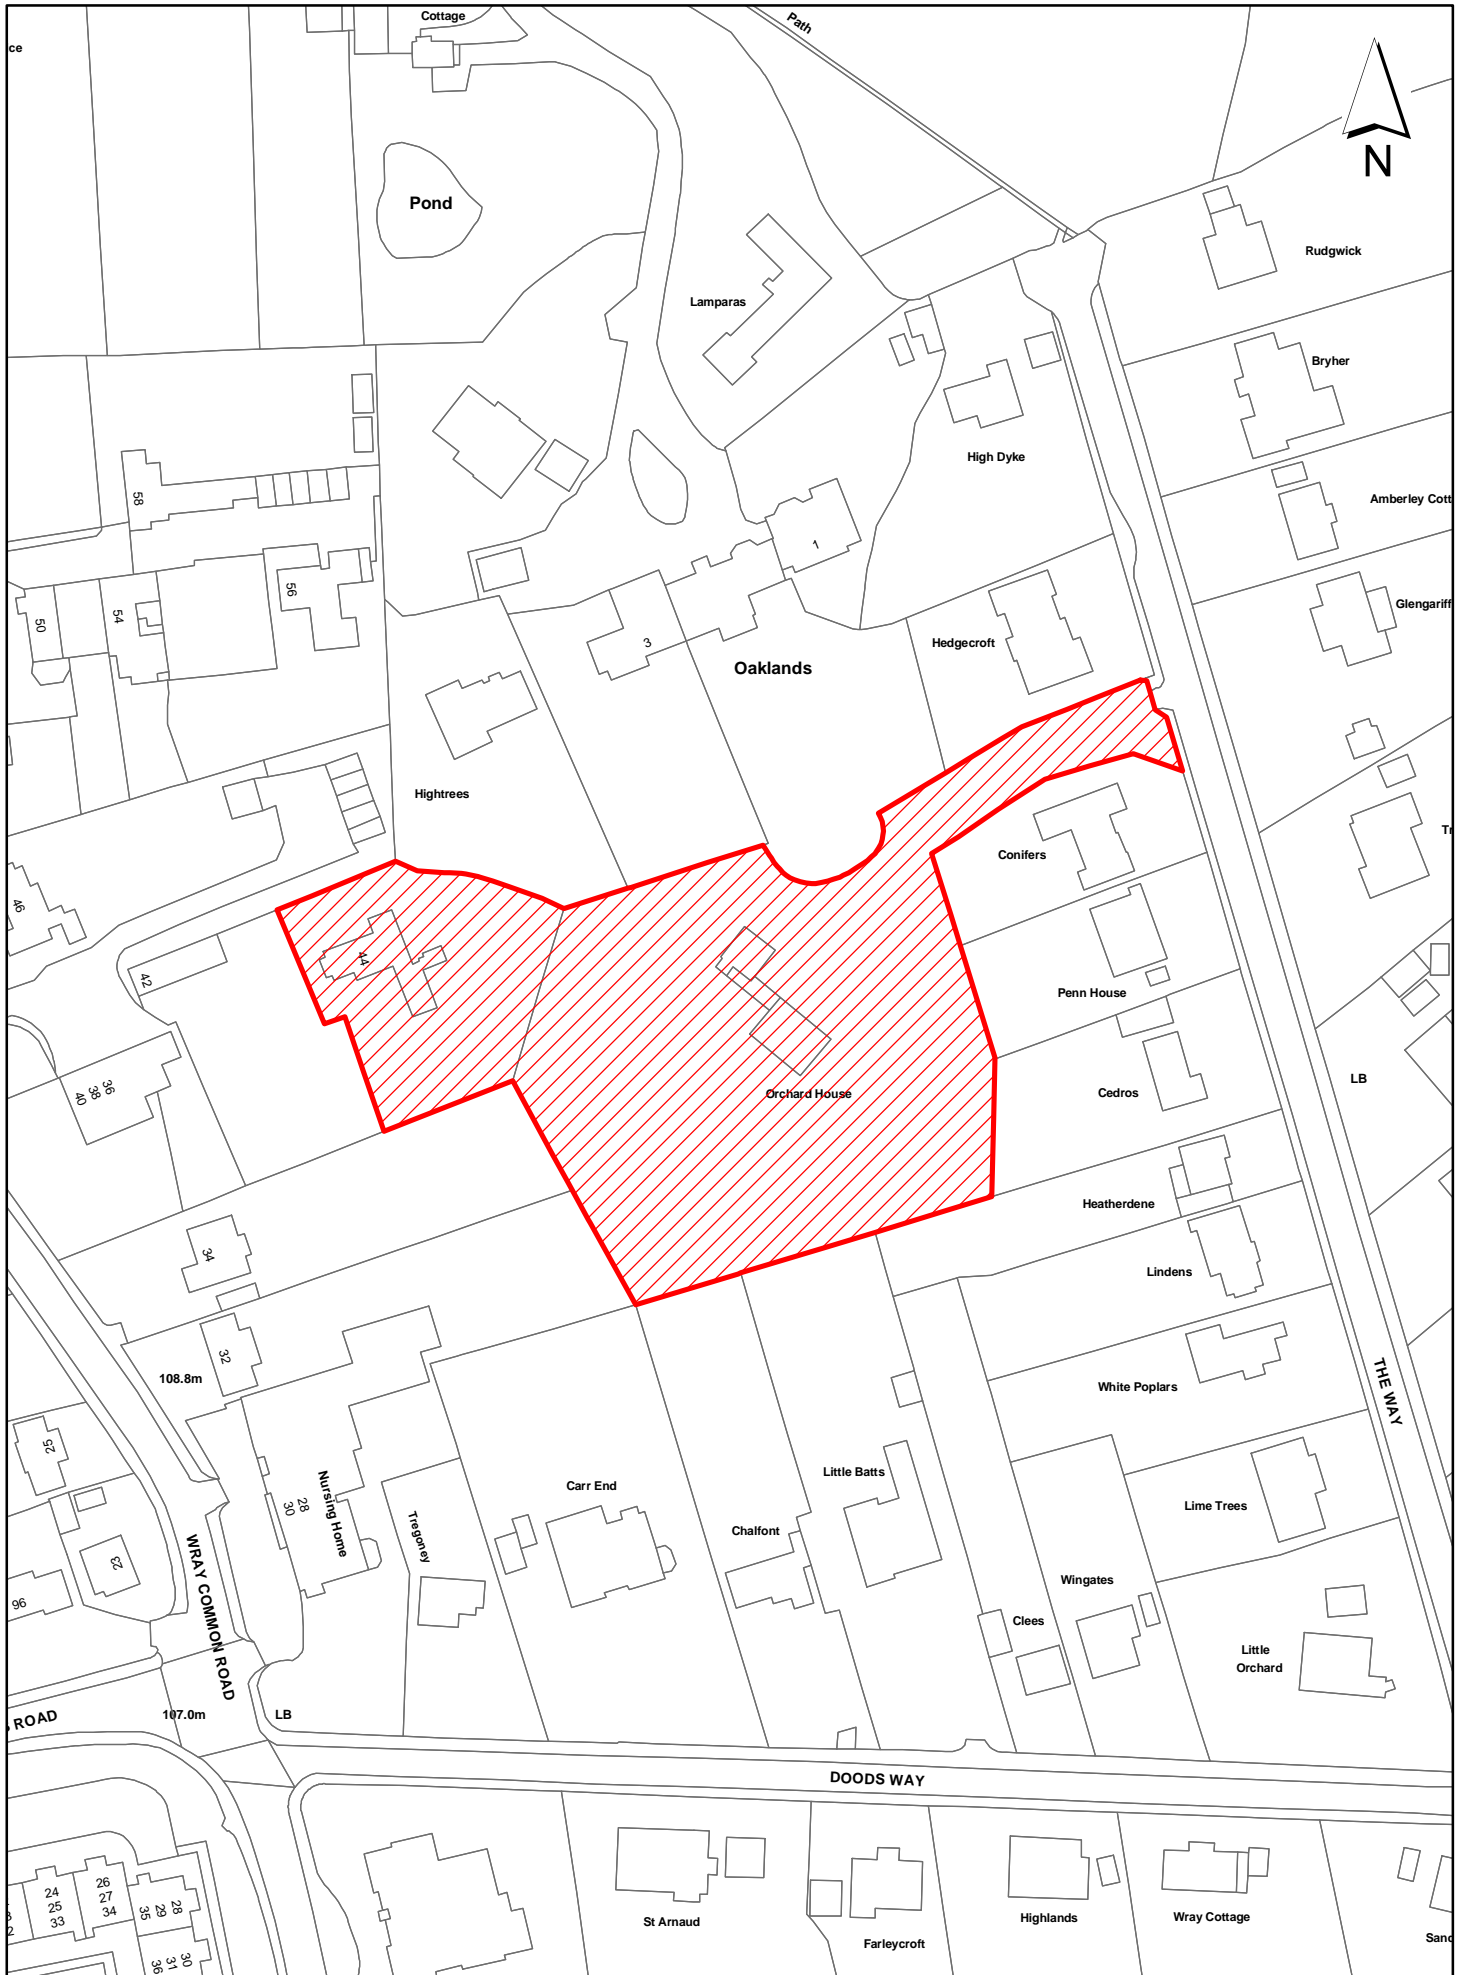 Cottage
Path
ce
N
Pond
Rudgwick
Lamparas
Bryher
High Dyke
58
Amberley Cott
1
56
50
54
Glengariff
3
Hedgecroft
Oaklands
Hightrees
Tr
Conifers
46
44
42
Penn House
LB
Orchard House
Cedros
36
38
40
Heatherdene
34
Lindens
32
108.8m
White Poplars
THE WAY
25
Little Batts
Carr End
28
30
Nursing Home
Lime Trees
Tregoney
Chalfont
23
WRAY COMMON ROAD
Wingates
96
Clees
Little
Orchard
107.0m
LB
ROAD
DOODS WAY
24
25
33
26
27
34
28
29
35
30
31
36
St Arnaud
Farleycroft
Highlands
Wray Cottage
Sand